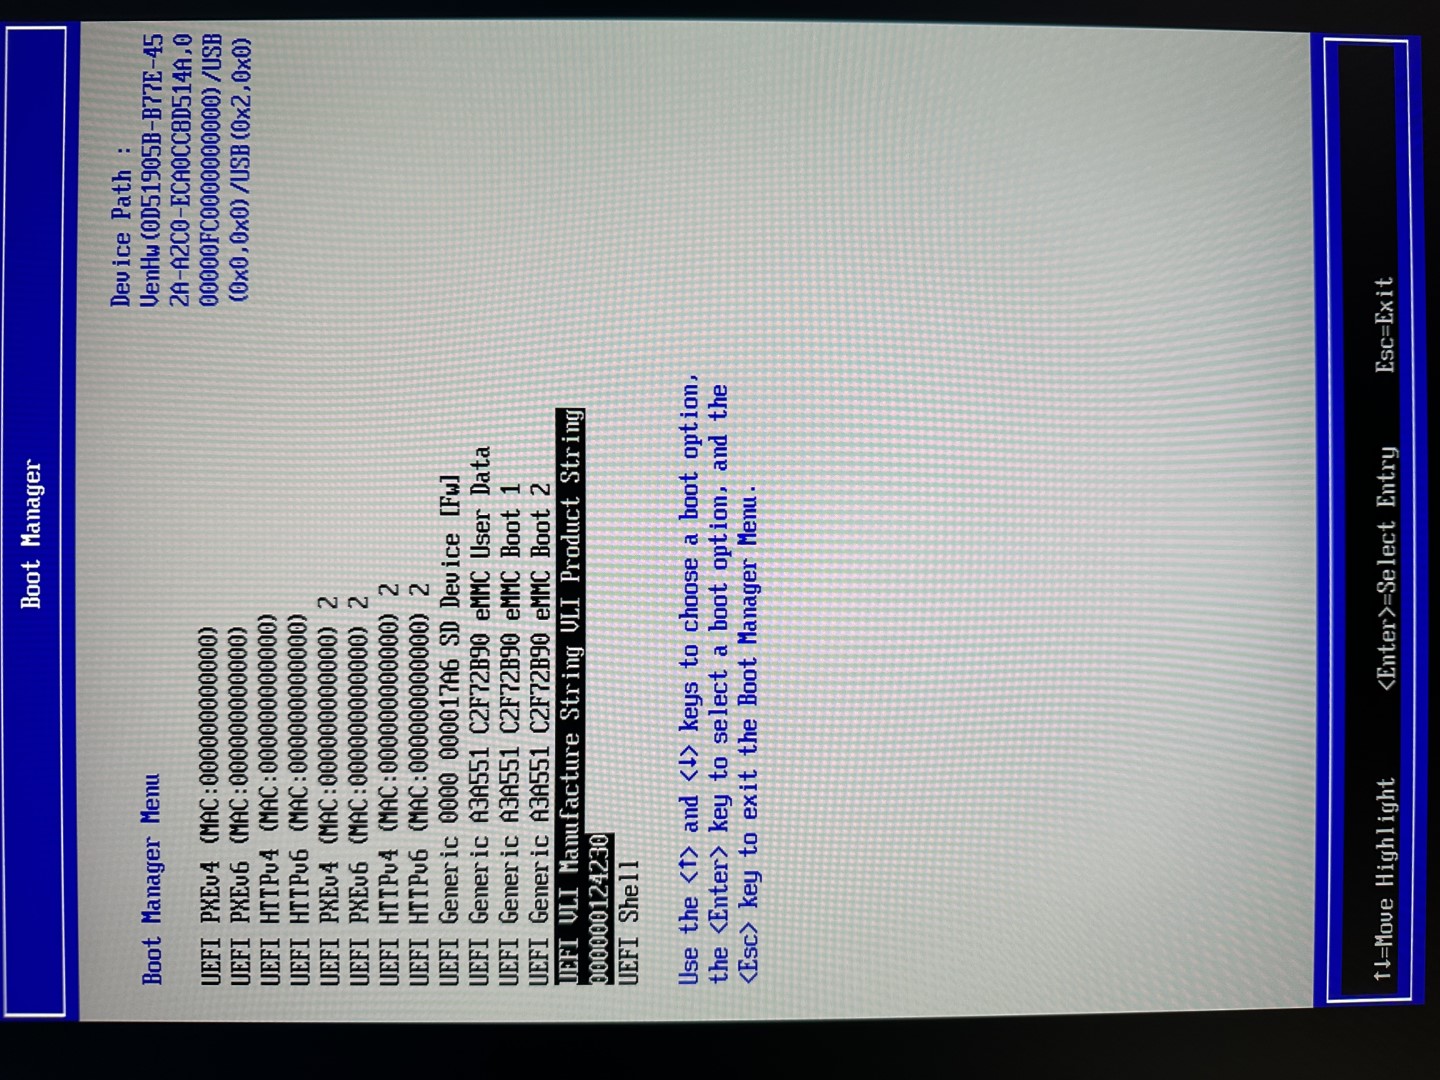 Boot Manager
Boot Manager Menu
UEFI PXEv4 (MAC:000000000000)
UEFI PXEv6 (MAC:000000000000)
UEFI HTTPv4 (MAC:000000000000)
UEFI HTTPv6 (MAC:000000000000)
UEFI PXEv4 (MAC:000000000000) 2
UEFI PXEv6 (MAC:000000000000) 2
UEFI HTTPv4 (MAC:000000000000) 2
UEFI HTTPv6 (MAC:000000000000) 2
UEFI Generic 0000 000017A6 SD Device [Fw]
UEFI Generic A3A551 C2F72B90 eMMC User Data
UEFI Generic A3A551 C2F72B90 eMMC Boot 1
UEFI Generic A3A551 C2F72B90 eMMC Boot 2
UEFI VLI Manufacture String VLI Product String
000000124230
UEFI Shell
Use the <↑> and <↓> keys to choose a boot option,
the <Enter> key to select a boot option, and the
<Esc> key to exit the Boot Manager Menu.
Device Path :
VenHw(0D51905B-B77E-45
2A-A2C0-ECA0CC8D514A,0
00000FC0000000000)/USB
(0x0,0x0)/USB(0x2,0x0)
↑↓=Move Highlight <Enter>=Select Entry Esc=Exit